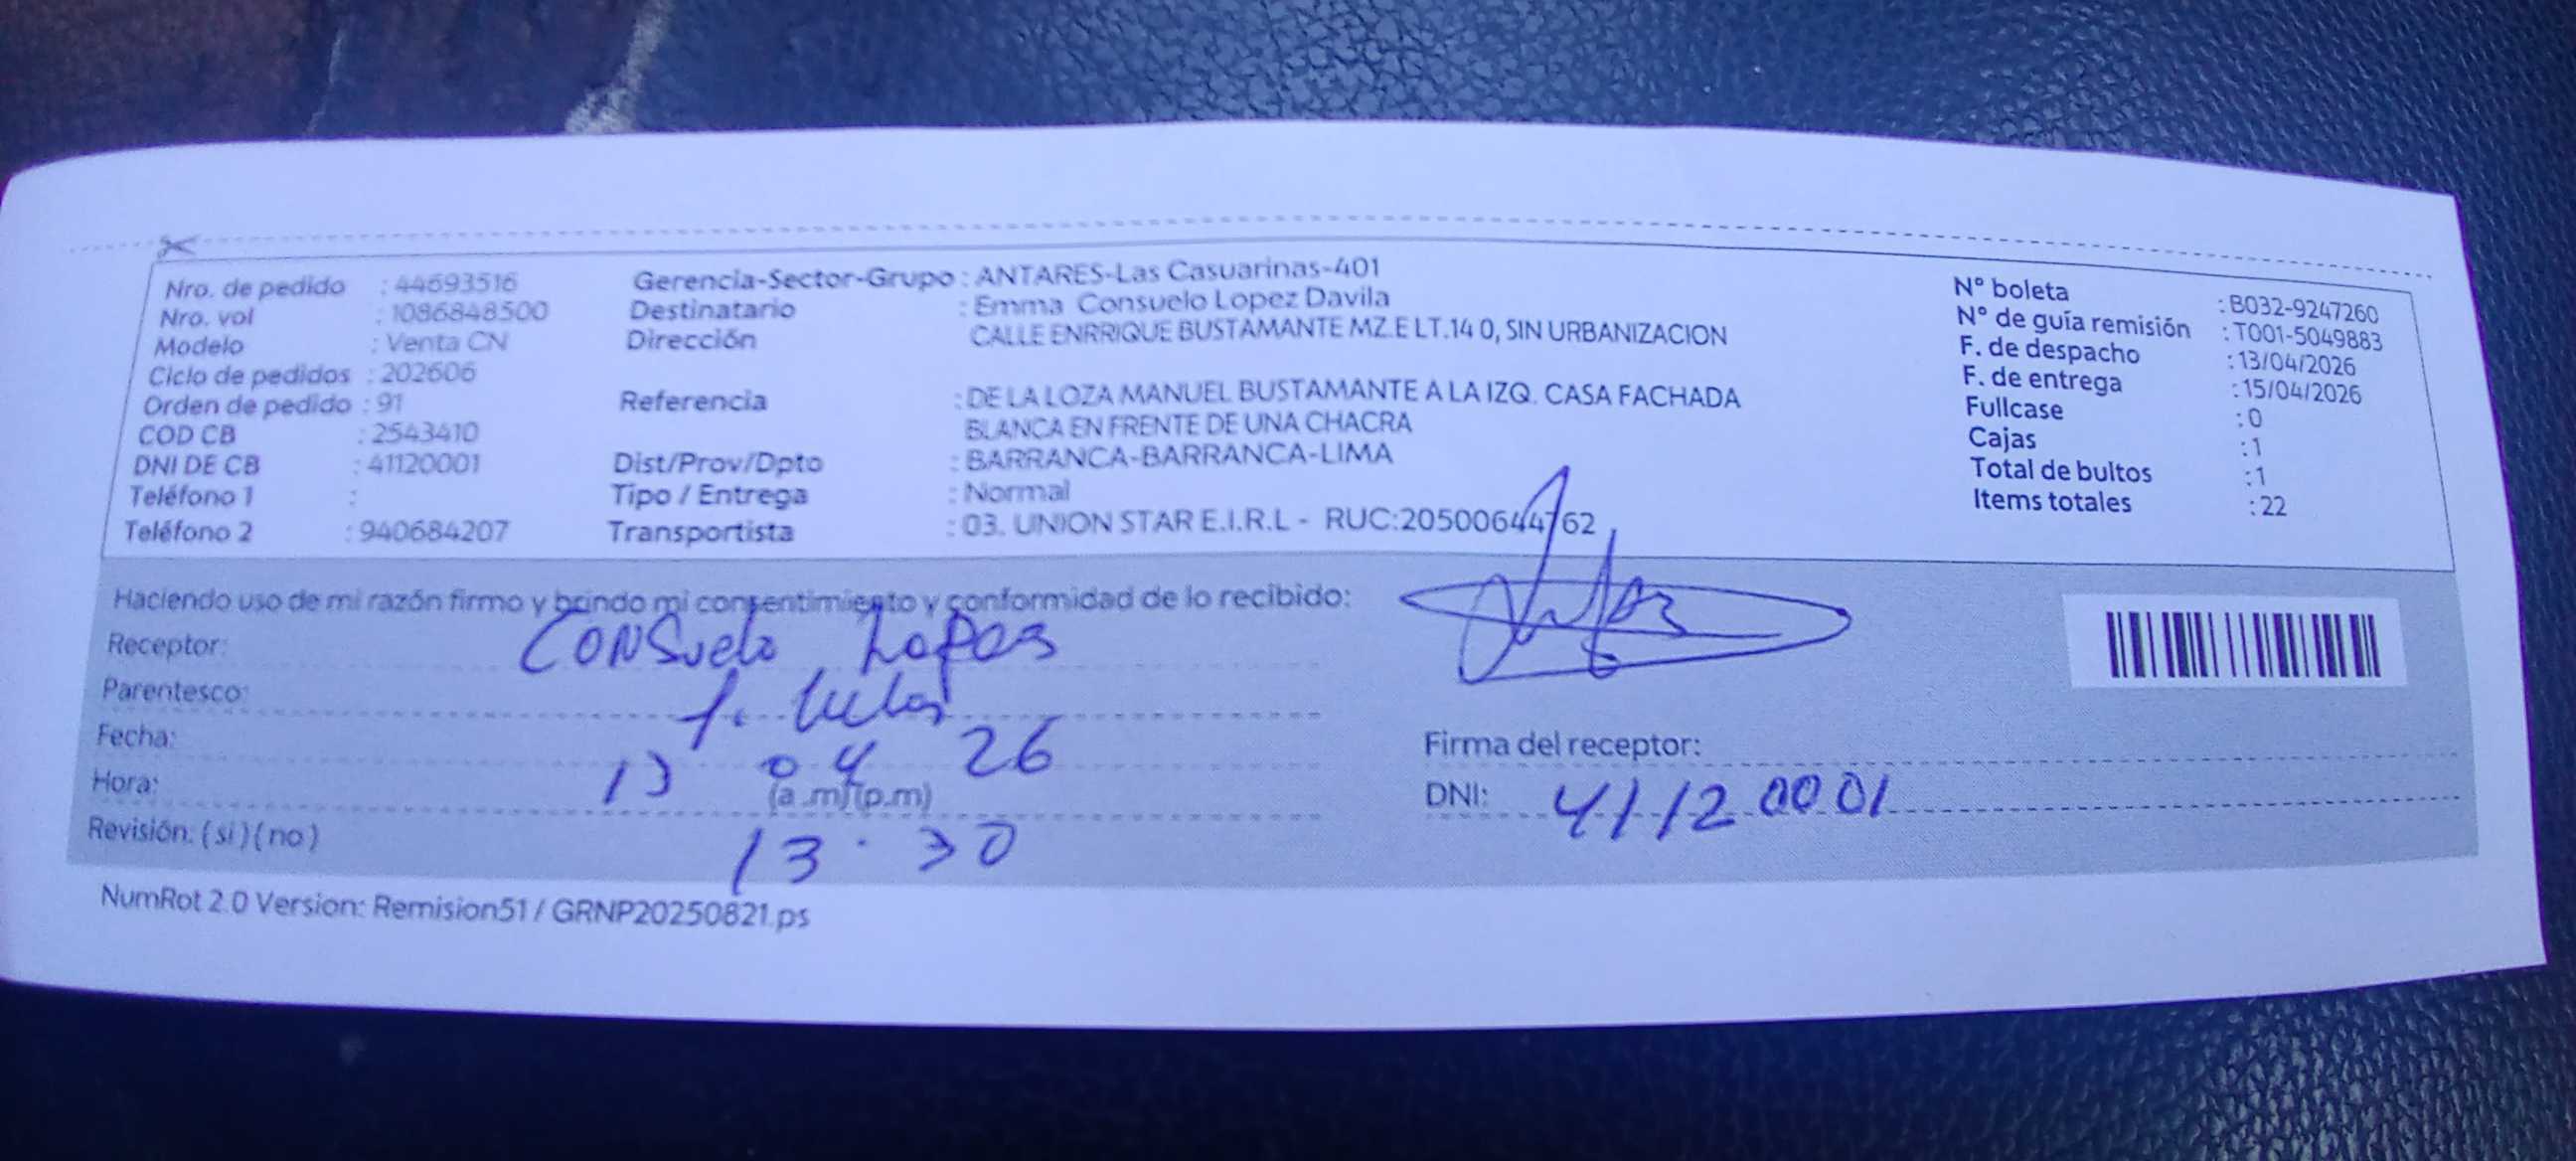 Nro. de pedido : 44693516
Nro. vol : 1086848500
Modelo : Venta CN
Ciclo de pedidos : 202606
Orden de pedido : 91
COD CB : 2543410
DNI DE CB : 41120001
Teléfono 1 :
Teléfono 2 : 940684207
Gerencia-Sector-Grupo : ANTARES-Las Casuarinas-401
Destinatario : Emma Consuelo Lopez Davila
Dirección CALLE ENRRIQUE BUSTAMANTE MZ.E LT.14 0, SIN URBANIZACION
Referencia : DE LA LOZA MANUEL BUSTAMANTE A LA IZQ. CASA FACHADA
BLANCA EN FRENTE DE UNA CHACRA
Dist/Prov/Dpto : BARRANCA-BARRANCA-LIMA
Tipo / Entrega : Normal
Transportista : 03. UNION STAR E.I.R.L - RUC:20500644762
N° boleta : B032-9247260
N° de guía remisión : T001-5049883
F. de despacho : 13/04/2026
F. de entrega : 15/04/2026
Fullcase : 0
Cajas : 1
Total de bultos : 1
Items totales : 22
Haciendo uso de mi razón firmo y brindo mi consentimiento y conformidad de lo recibido:
Receptor: Consuelo Lopes
Parentesco:
Fecha: 13 04 26
Hora: (a.m)(p.m)
13 30
Revisión: (si) (no)
Firma del receptor:
DNI: 41120001
NumRot 2.0 Version: Remision51 / GRNP20250821.ps